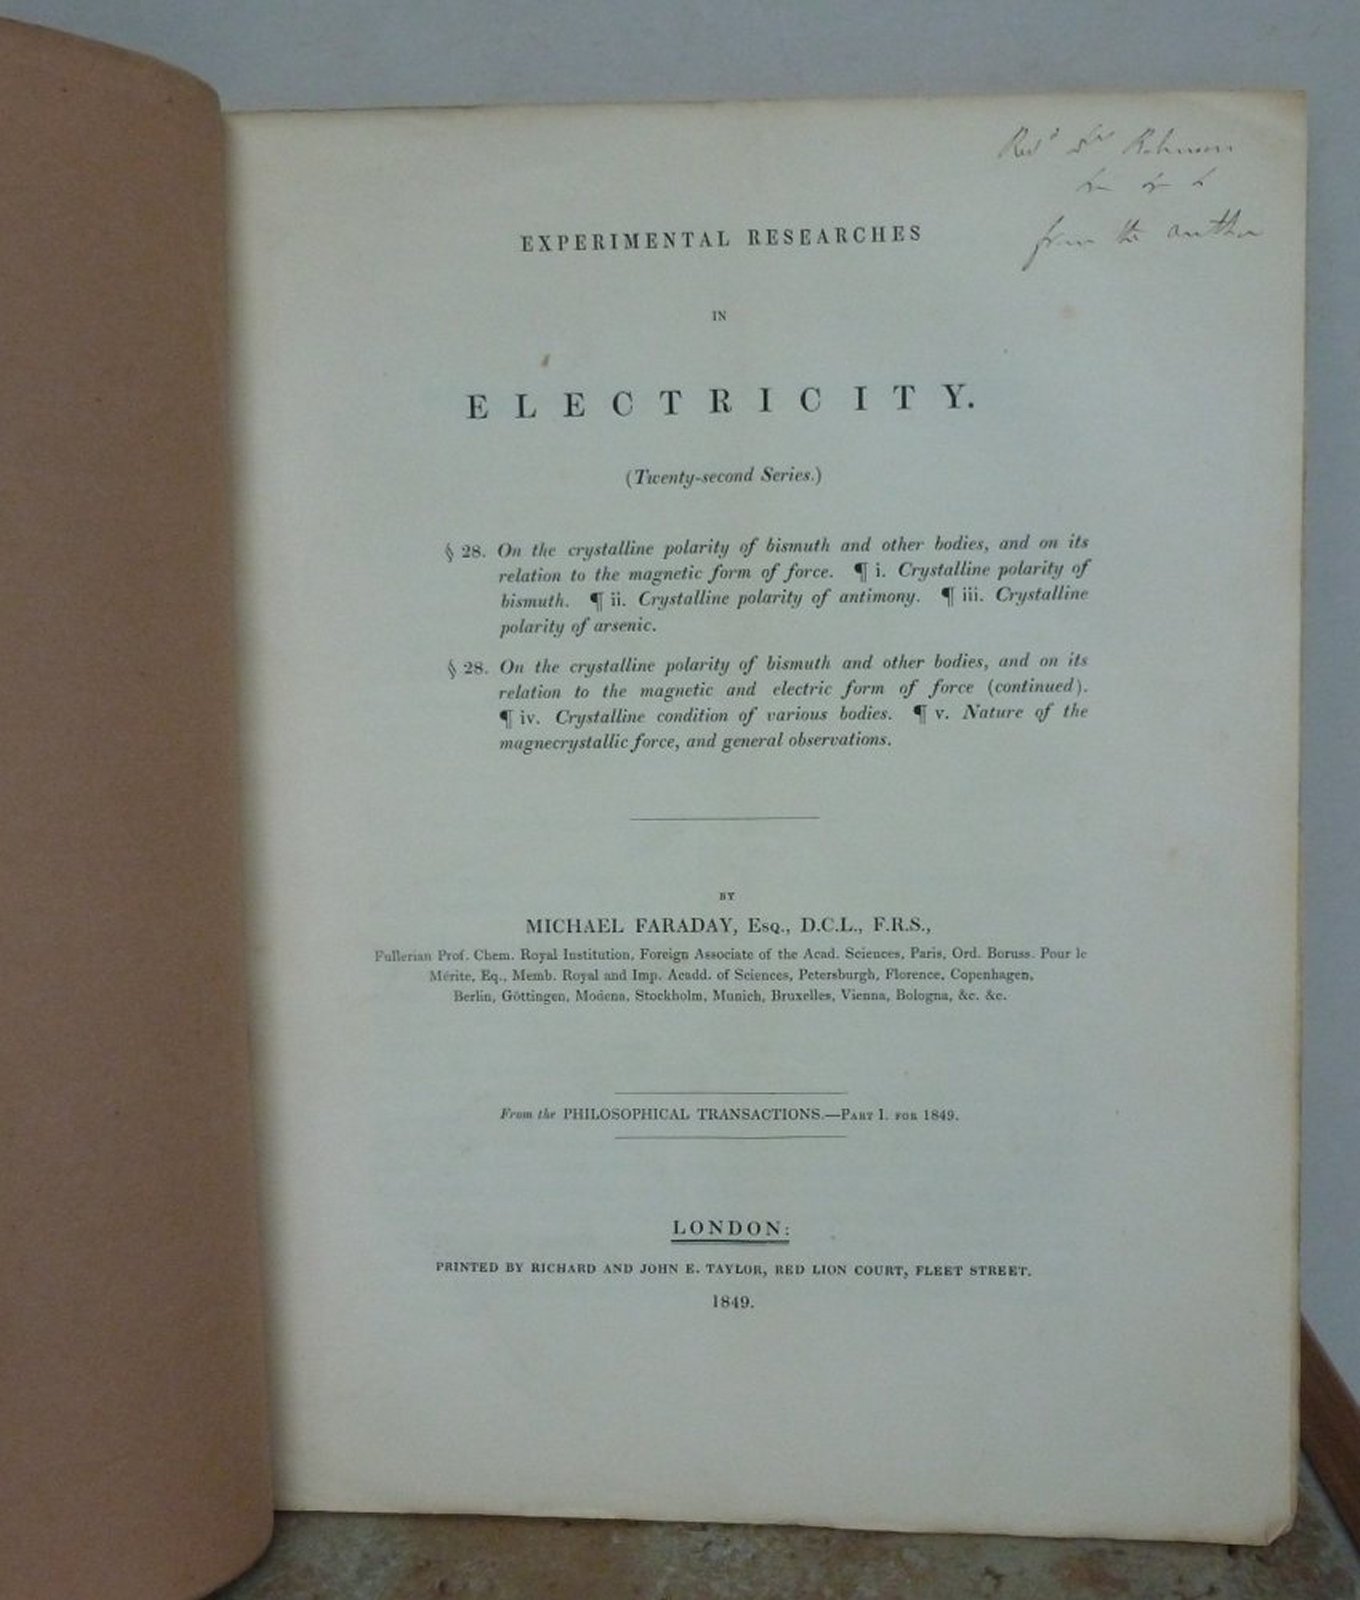 Revd Dr Robinson
&c &c &c
from the author
EXPERIMENTAL RESEARCHES
IN
ELECTRICITY.
(Twenty-second Series.)
§ 28. On the crystalline polarity of bismuth and other bodies, and on its
relation to the magnetic form of force. ¶ i. Crystalline polarity of
bismuth. ¶ ii. Crystalline polarity of antimony. ¶ iii. Crystalline
polarity of arsenic.
§ 28. On the crystalline polarity of bismuth and other bodies, and on its
relation to the magnetic and electric form of force (continued).
¶ iv. Crystalline condition of various bodies. ¶ v. Nature of the
magnecrystallic force, and general observations.
BY
MICHAEL FARADAY, Esq., D.C.L., F.R.S.,
Fullerian Prof. Chem. Royal Institution, Foreign Associate of the Acad. Sciences, Paris, Ord. Boruss. Pour le
Mérite, Eq., Memb. Royal and Imp. Acadd. of Sciences, Petersburgh, Florence, Copenhagen,
Berlin, Göttingen, Modena, Stockholm, Munich, Bruxelles, Vienna, Bologna, &c. &c.
From the PHILOSOPHICAL TRANSACTIONS.—Part I. for 1849.
LONDON:
PRINTED BY RICHARD AND JOHN E. TAYLOR, RED LION COURT, FLEET STREET.
1849.